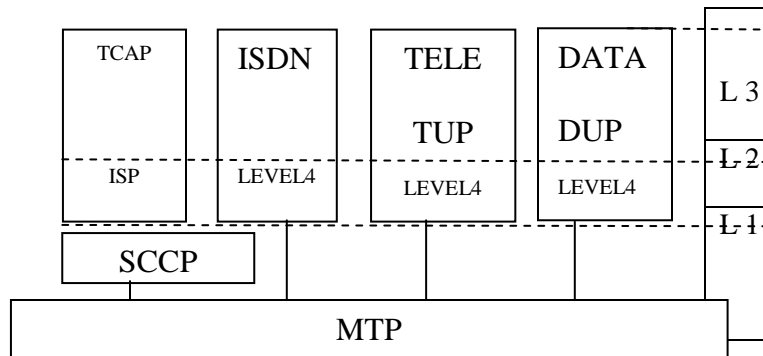 TCAP
ISP
ISDN
LEVEL4
TELE
TUP
LEVEL4
DATA
DUP
LEVEL4
L 3
L 2
L 1
SCCP
MTP